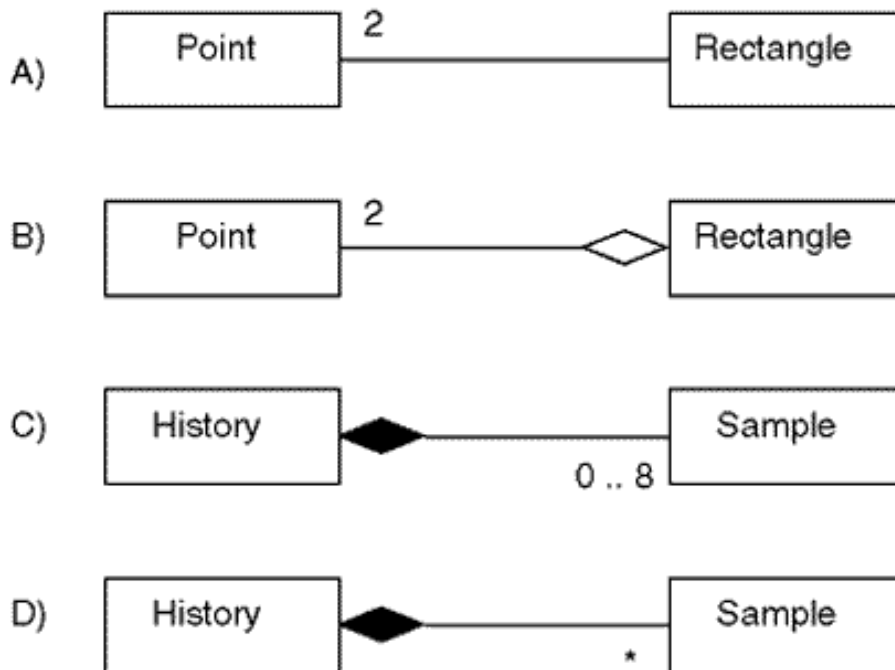 A) Point 2 Rectangle
B) Point 2 Rectangle
C) History Sample
0 .. 8
D) History Sample
*